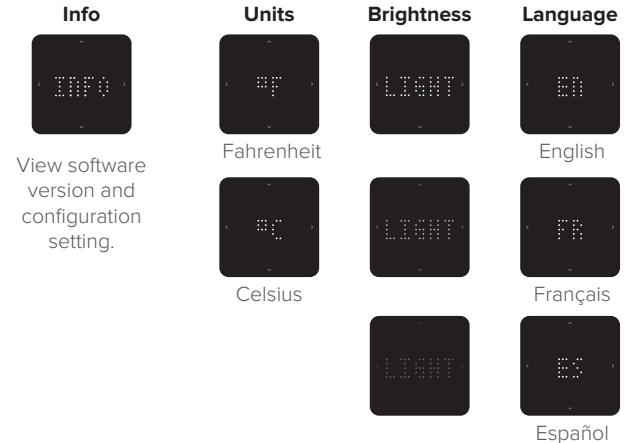 Info
INFO
View software
version and
configuration
setting.
Units
°F
Fahrenheit
°C
Celsius
Brightness
LIGHT
LIGHT
LIGHT
Language
En
English
FR
Français
ES
Español